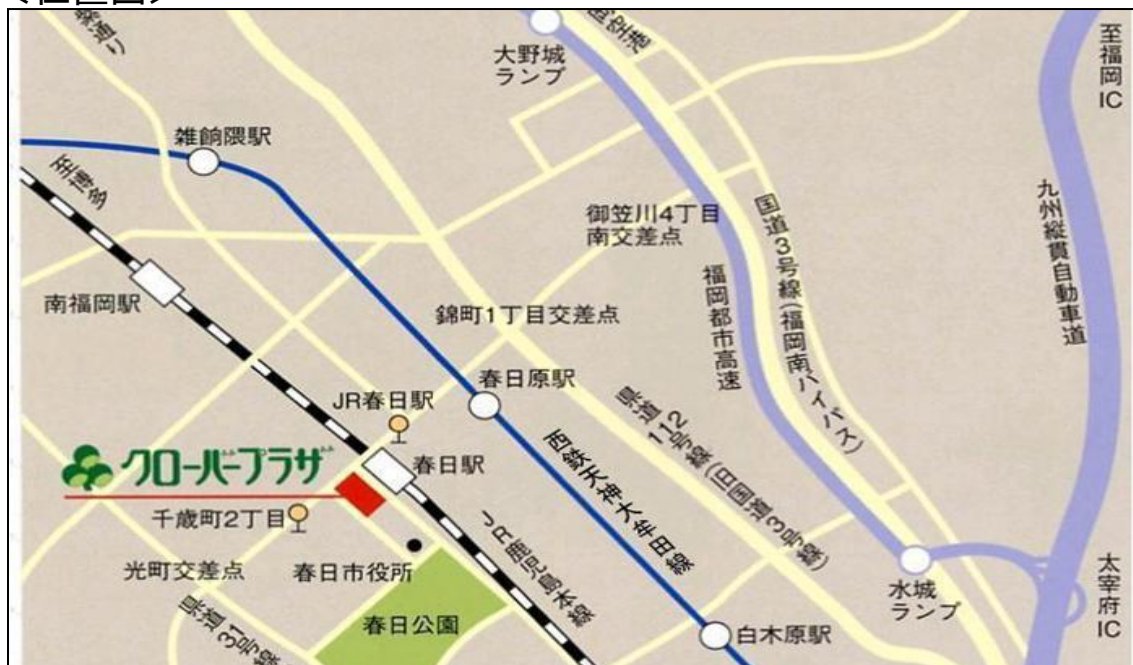 大野城
ランプ
至福岡IC
雑餉隈駅
至博多
九州縦貫自動車道
御笠川4丁目
南交差点
国道3号線(福岡南バイパス)
福岡都市高速
南福岡駅
錦町1丁目交差点
春日原駅
JR春日駅
県道112号線(旧国道3号線)
クローバープラザ
春日駅
西鉄天神大牟田線
千歳町2丁目
JR鹿児島本線
光町交差点
春日市役所
水城
ランプ
太宰府IC
県道31号線
春日公園
白木原駅